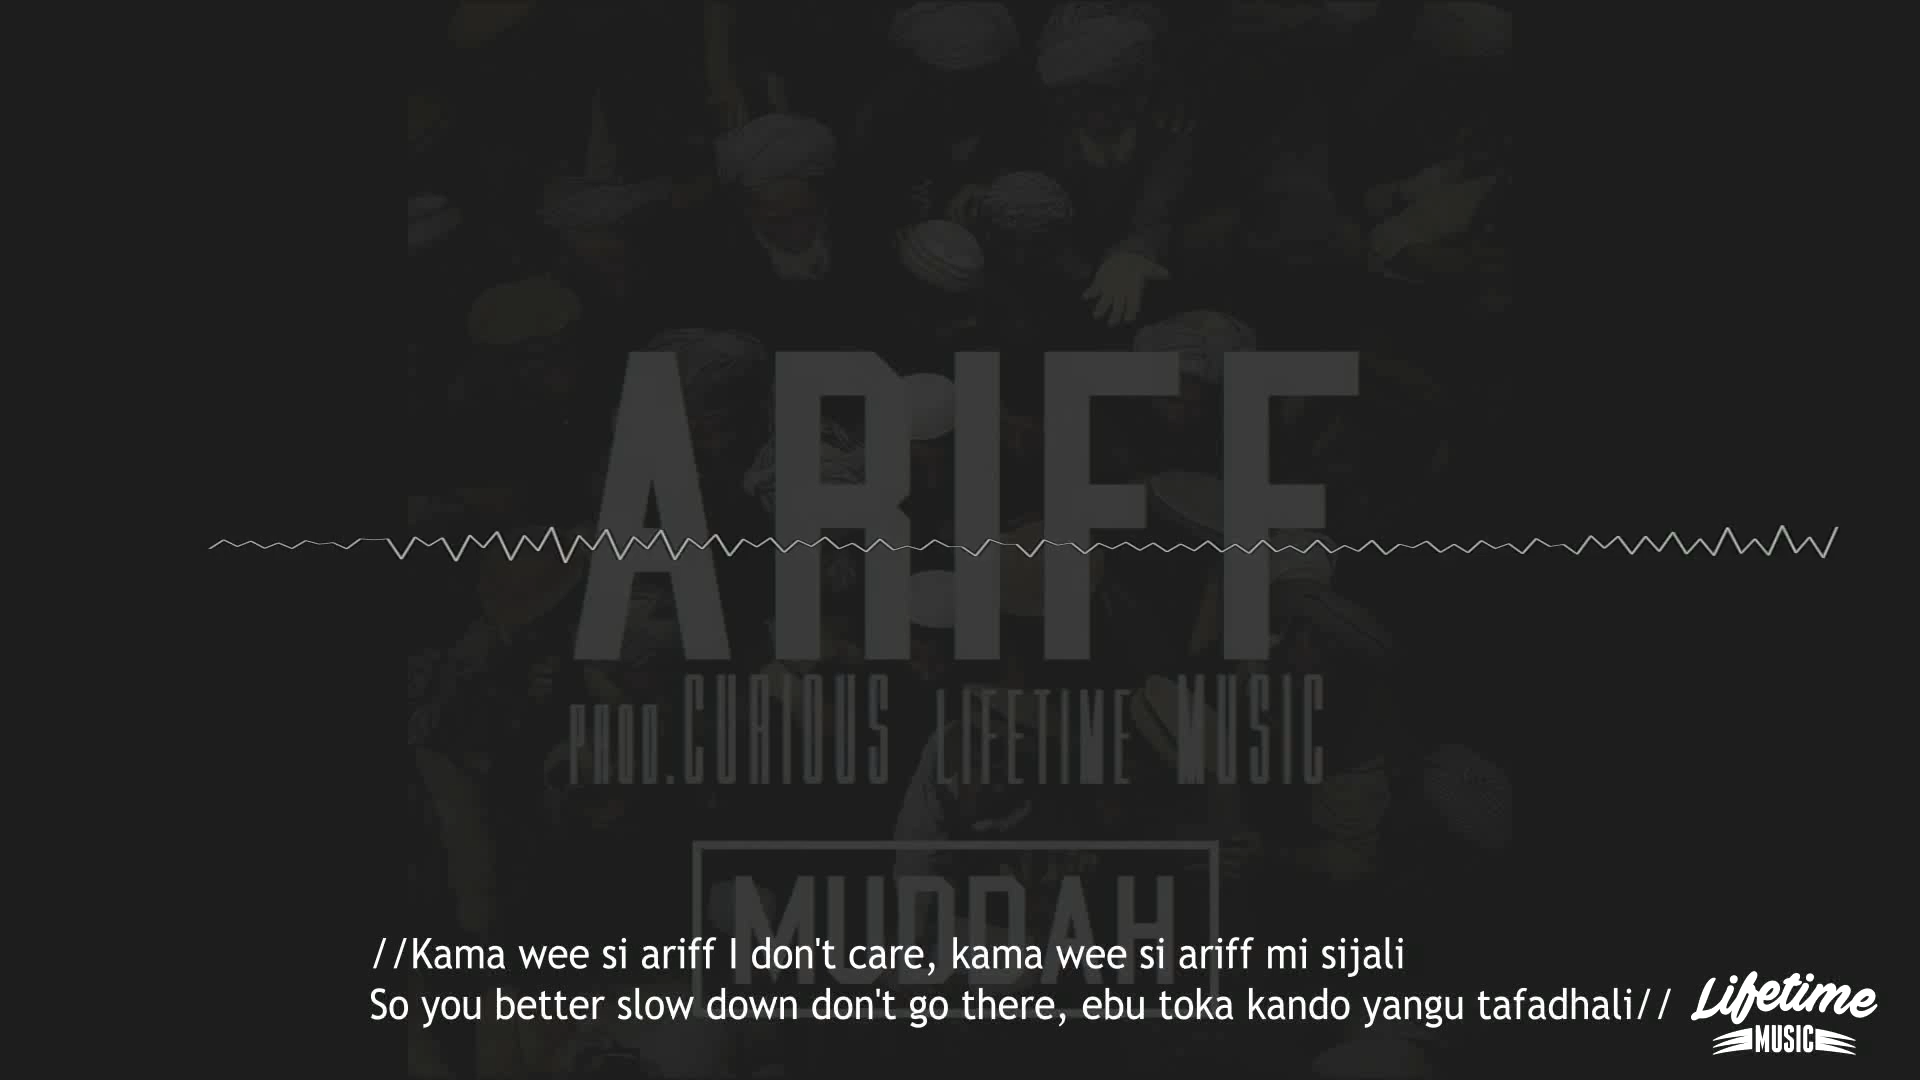 ARIFF
PROD.CURIOUS LIFETIME MUSIC
MUDDAH
//Kama wee si ariff I don't care, kama wee si ariff mi sijali
So you better slow down don't go there, ebu toka kando yangu tafadhali//
Lifetime
MUSIC